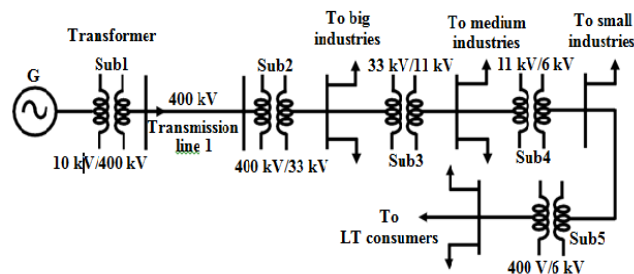 To big
industries
To medium
industries
To small
industries
Transformer
Sub1
Sub2
33 kV/11 kV
11 kV/6 kV
G
400 kV
Transmission
line 1
10 kV/400 kV
400 kV/33 kV
Sub3
Sub4
To
LT consumers
Sub5
400 V/6 kV